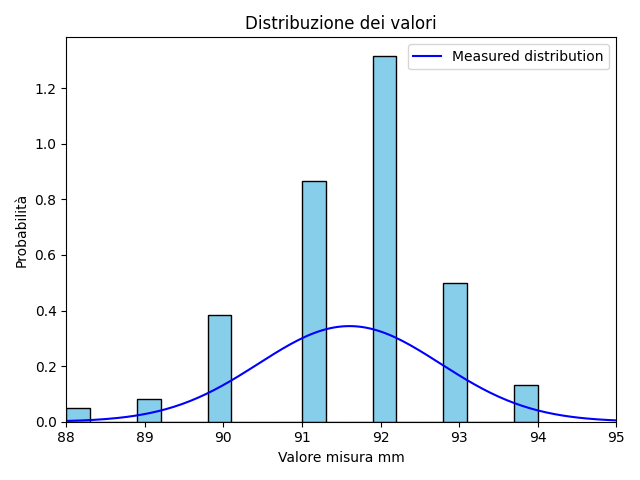 Distribuzione dei valori
Measured distribution
1.2
1.0
0.8
0.6
0.4
0.2
0.0
Probabilità
88 89 90 91 92 93 94 95
Valore misura mm